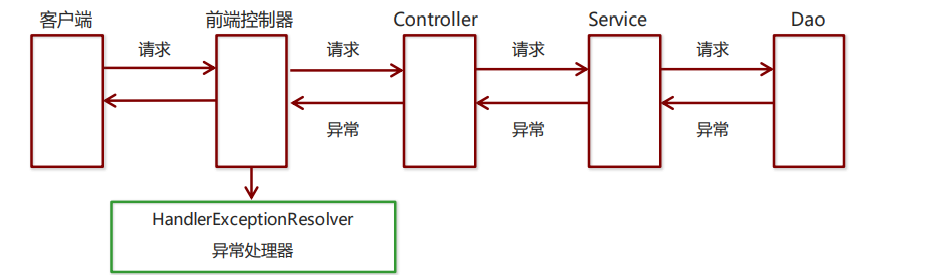 客户端
前端控制器
Controller
Service
Dao
请求
请求
请求
请求
异常
异常
异常
HandlerExceptionResolver
异常处理器